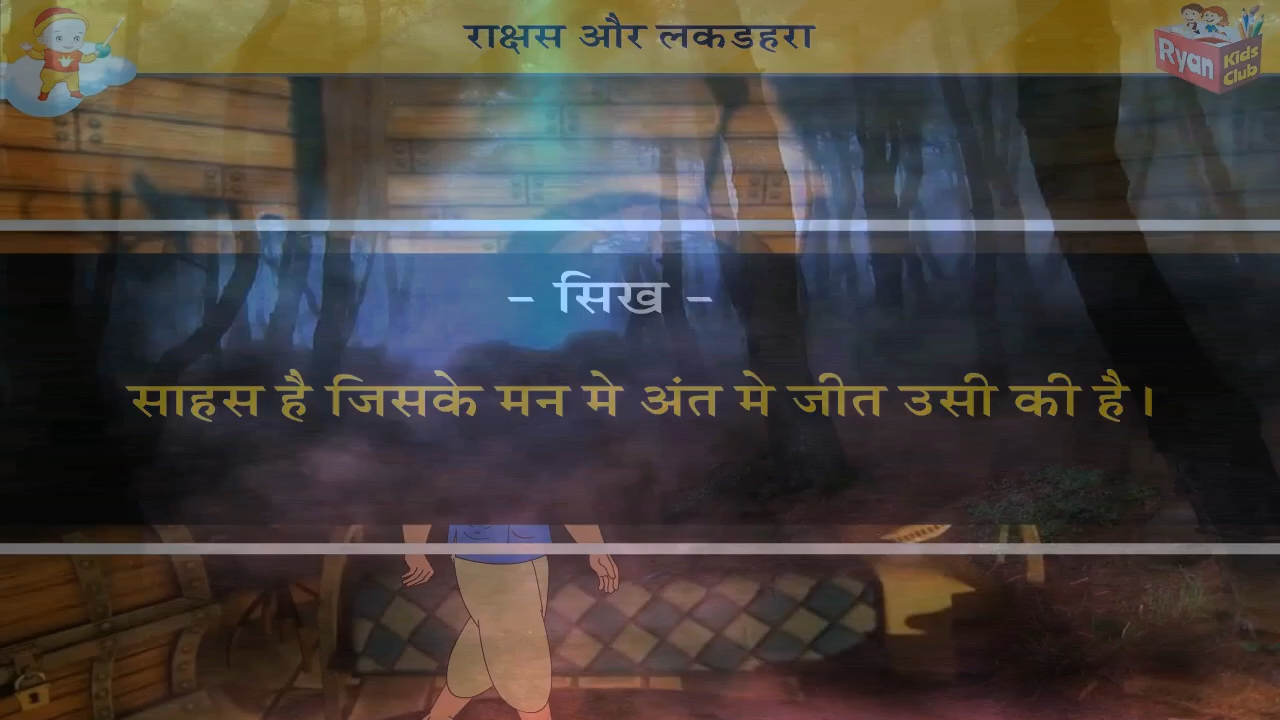 राक्षस और लकडहरा
Ryan Kids Club
– सिख –
साहस है जिसके मन मे अंत मे जीत उसी की है।